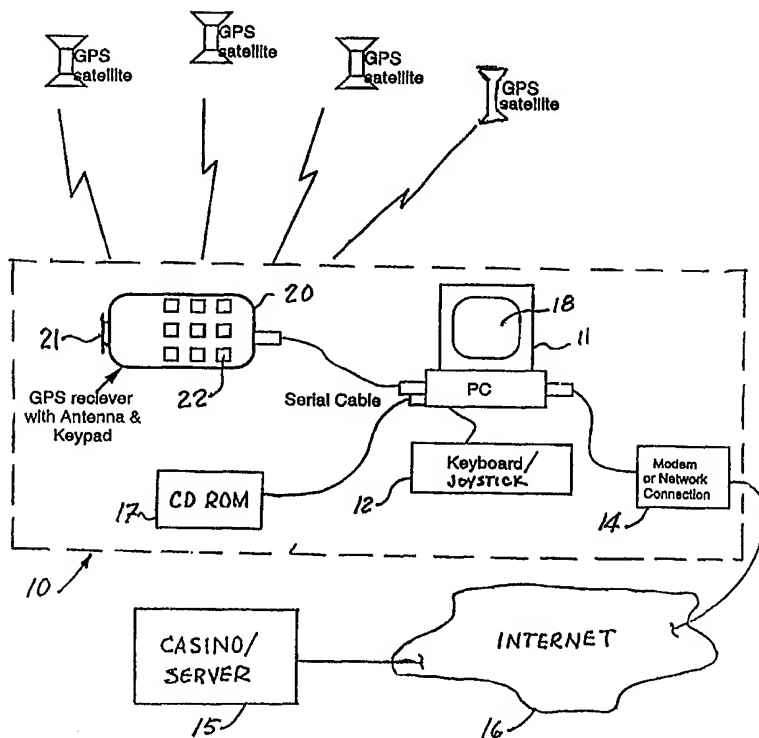 GPS
satellite
GPS
satellite
GPS
satellite
GPS
satellite
20
21
22
GPS reciever
with Antenna &
Keypad
18
11
PC
Serial Cable
Keyboard/
JOYSTICK
12
CD ROM
17
Modem
or Network
Connection
14
10
CASINO/
SERVER
15
INTERNET
16